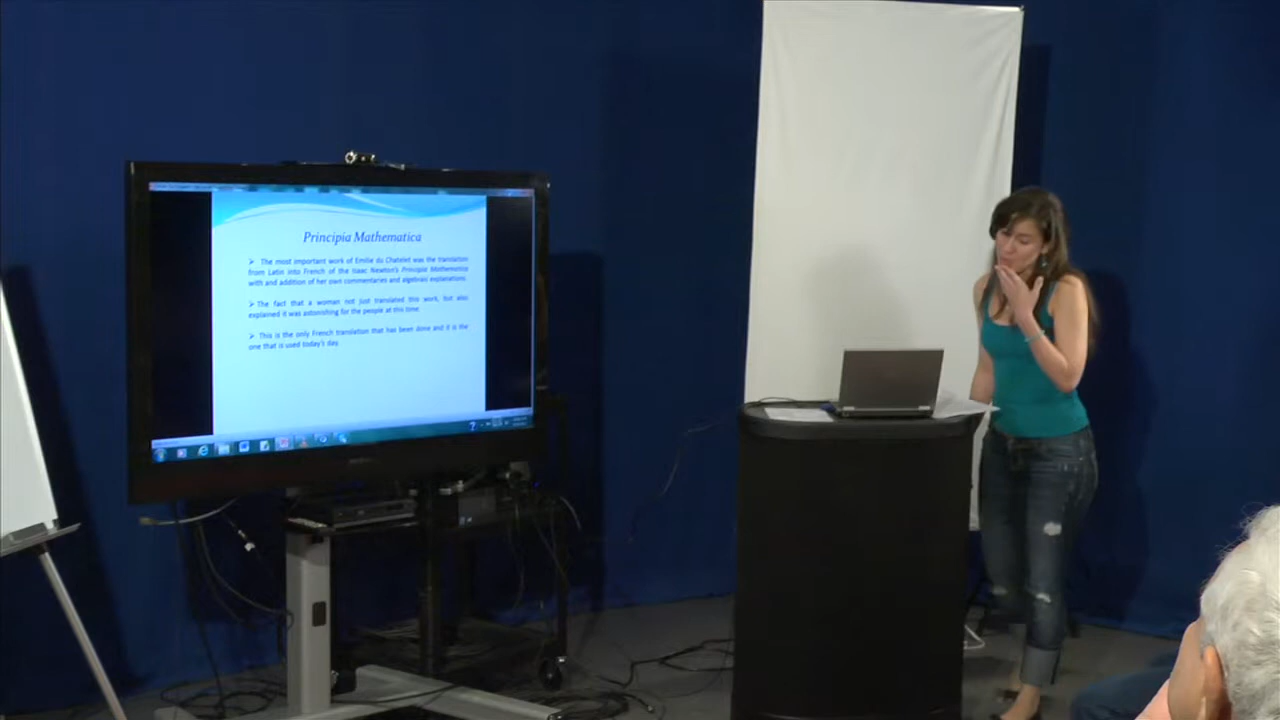 Principia Mathematica
➤ The most important work of Emilie du Chatelet was the translation
from Latin into French of the Isaac Newton's Principia Mathematica
with and addition of her own commentaries and algebraic explanations.
➤ The fact that a woman not just translated this work, but also
explained it was astonishing for the people at this time.
➤ This is the only French translation that has been done and it is the
one that is used today's day.